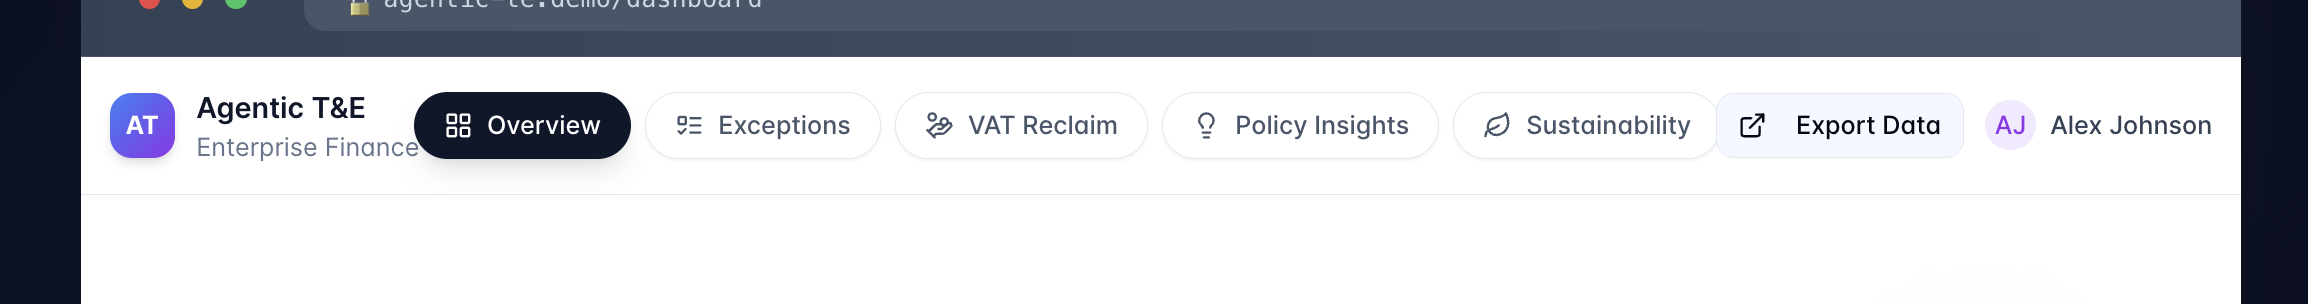 agentic-te.demo/dashboard
AT
Agentic T&E
Enterprise Finance
Overview
Exceptions
VAT Reclaim
Policy Insights
Sustainability
Export Data
AJ
Alex Johnson